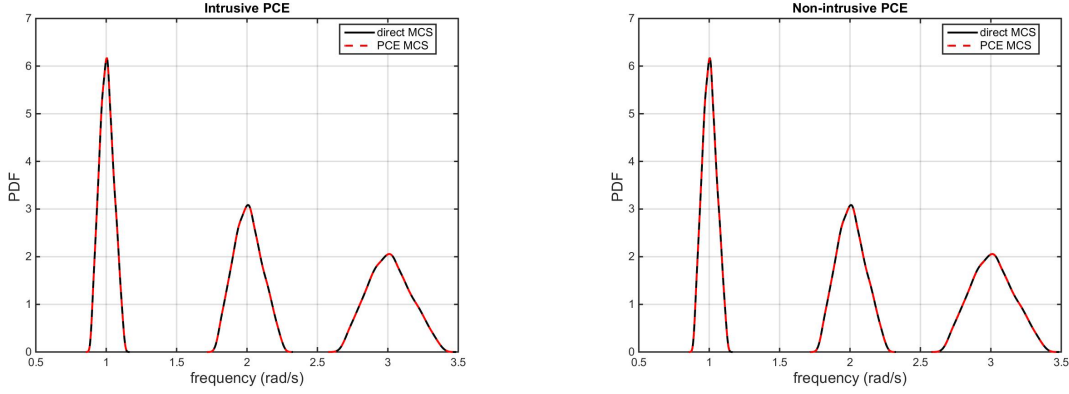 Intrusive PCE
7
6
5
4
3
2
1
0
PDF
direct MCS
PCE MCS
0.5 1 1.5 2 2.5 3 3.5
frequency (rad/s)
Non-intrusive PCE
7
6
5
4
3
2
1
0
PDF
direct MCS
PCE MCS
0.5 1 1.5 2 2.5 3 3.5
frequency (rad/s)